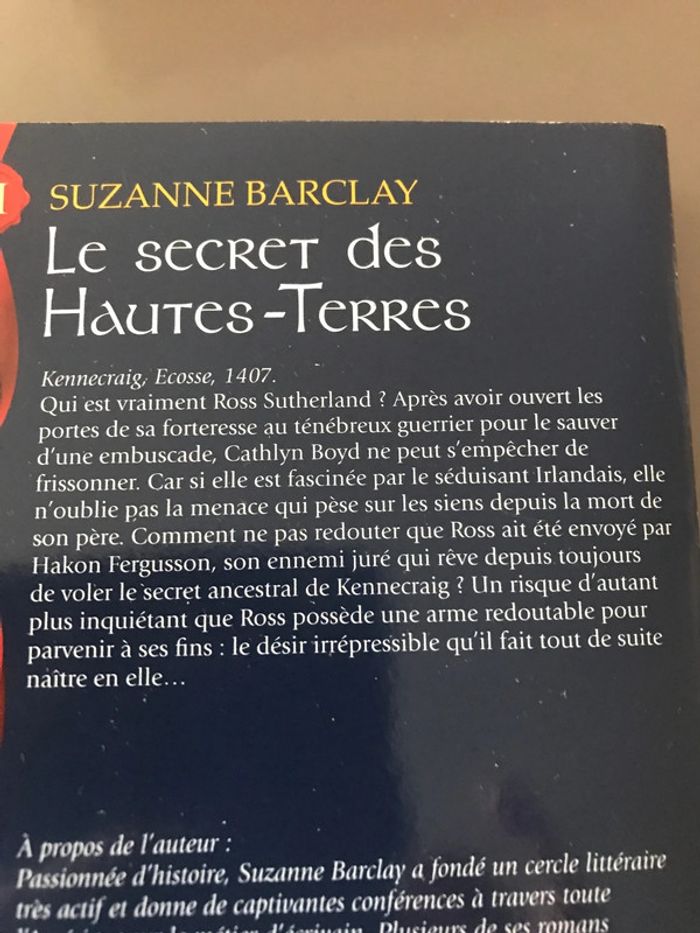 SUZANNE BARCLAY
Le secret des
Hautes-Terres
Kennecraig, Ecosse, 1407.
Qui est vraiment Ross Sutherland ? Après avoir ouvert les
portes de sa forteresse au ténébreux guerrier pour le sauver
d'une embuscade, Cathlyn Boyd ne peut s'empêcher de
frissonner. Car si elle est fascinée par le séduisant Irlandais, elle
n'oublie pas la menace qui pèse sur les siens depuis la mort de
son père. Comment ne pas redouter que Ross ait été envoyé par
Hakon Fergusson, son ennemi juré qui rêve depuis toujours
de voler le secret ancestral de Kennecraig ? Un risque d'autant
plus inquiétant que Ross possède une arme redoutable pour
parvenir à ses fins : le désir irrépressible qu'il fait tout de suite
naître en elle...
À propos de l'auteur :
Passionnée d'histoire, Suzanne Barclay a fondé un cercle littéraire
très actif et donne de captivantes conférences à travers toute
le métier d'écrivain. Plusieurs de ses romans